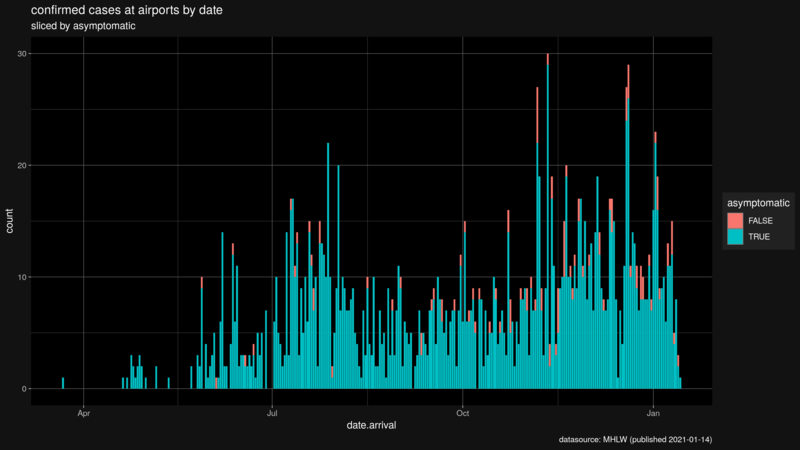 confirmed cases at airports by date
sliced by asymptomatic
30
20
10
0
count
Apr
Jul
Oct
Jan
date.arrival
asymptomatic
FALSE
TRUE
datasource: MHLW (published 2021-01-14)